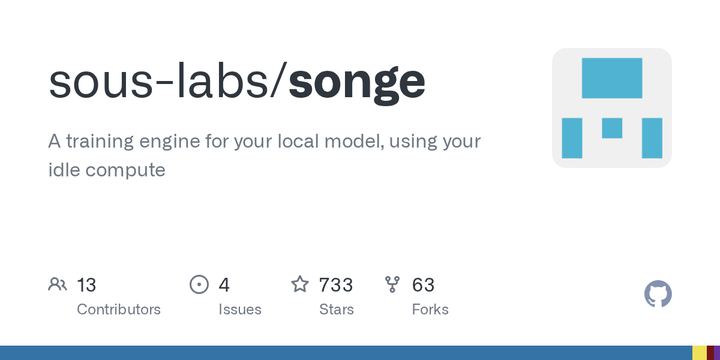 sous-labs/songe
A training engine for your local model, using your
idle compute
13
Contributors
4
Issues
733
Stars
63
Forks